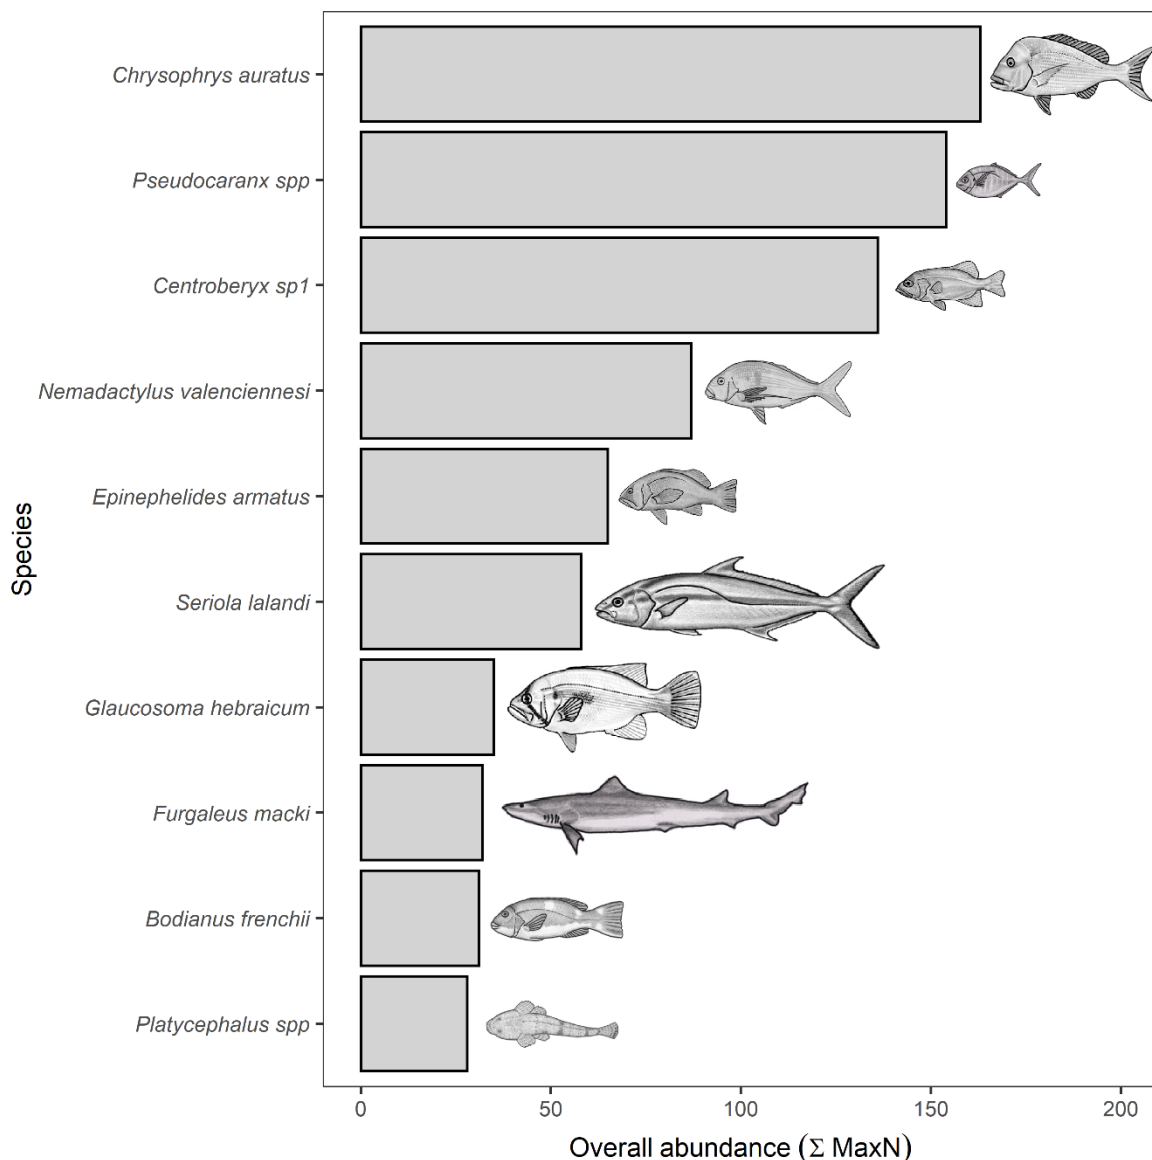 Species
Chrysophrys auratus
Pseudocaranx spp
Centroberyx sp1
Nemadactylus valenciennesi
Epinephelides armatus
Seriola lalandi
Glaucosoma hebraicum
Furgaleus macki
Bodianus frenchii
Platycephalus spp
0 50 100 150 200
Overall abundance (Σ MaxN)